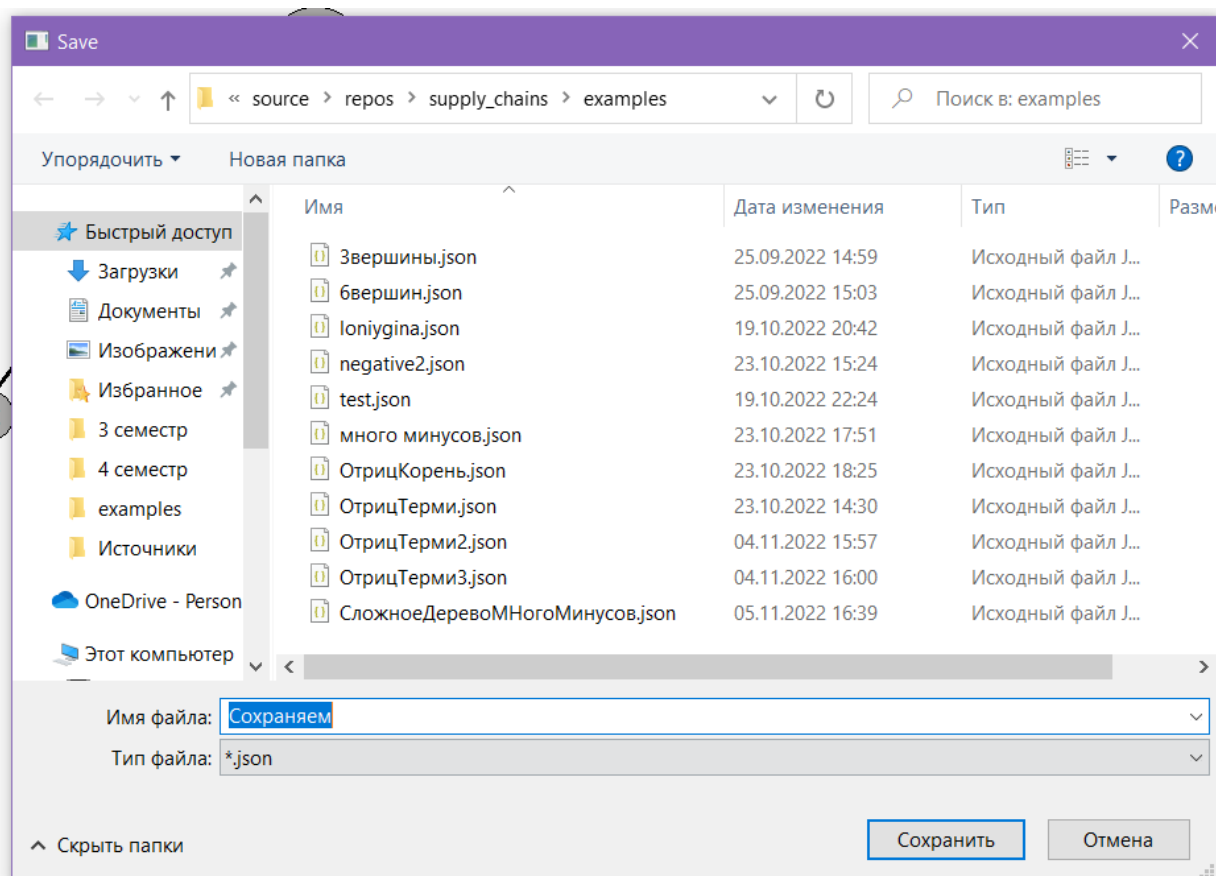 Save
« source > repos > supply_chains > examples
Поиск в: examples
Упорядочить
Новая папка
Имя
Дата изменения
Тип
Разм
Быстрый доступ
Загрузки
Документы
Изображени
Избранное
3 семестр
4 семестр
examples
Источники
OneDrive - Person
Этот компьютер
3вершины.json 25.09.2022 14:59 Исходный файл J...
6вершин.json 25.09.2022 15:03 Исходный файл J...
loniygina.json 19.10.2022 20:42 Исходный файл J...
negative2.json 23.10.2022 15:24 Исходный файл J...
test.json 19.10.2022 22:24 Исходный файл J...
много минусов.json 23.10.2022 17:51 Исходный файл J...
ОтрицКорень.json 23.10.2022 18:25 Исходный файл J...
ОтрицТерми.json 23.10.2022 14:30 Исходный файл J...
ОтрицТерми2.json 04.11.2022 15:57 Исходный файл J...
ОтрицТерми3.json 04.11.2022 16:00 Исходный файл J...
СложноеДеревоМНогоМинусов.json 05.11.2022 16:39 Исходный файл J...
Имя файла: Сохраняем
Тип файла: *.json
Скрыть папки
Сохранить
Отмена